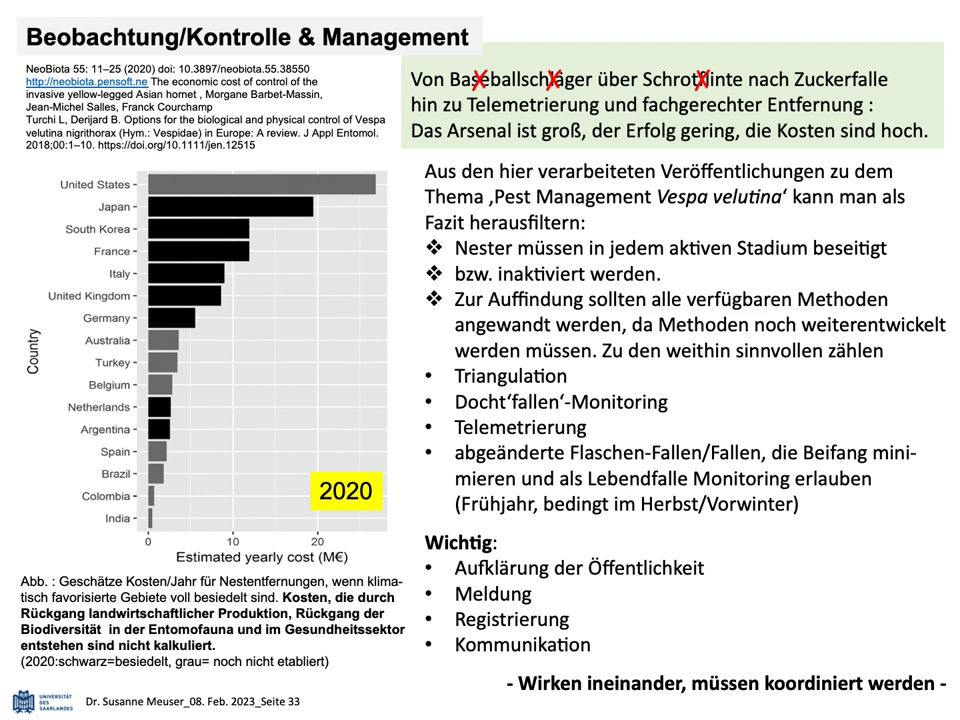 Beobachtung/Kontrolle & Management
NeoBiota 55: 11–25 (2020) doi: 10.3897/neobiota.55.38550
http://neobiota.pensoft.ne The economic cost of control of the
invasive yellow-legged Asian hornet , Morgane Barbet-Massin,
Jean-Michel Salles, Franck Courchamp
Turchi L, Derijard B. Options for the biological and physical control of Vespa
velutina nigrithorax (Hym.: Vespidae) in Europe: A review. J Appl Entomol.
2018;00:1–10. https://doi.org/10.1111/jen.12515
Von Baseballschläger über Schrotflinte nach Zuckerfalle
hin zu Telemetrierung und fachgerechter Entfernung :
Das Arsenal ist groß, der Erfolg gering, die Kosten sind hoch.
Country
United States
Japan
South Korea
France
Italy
United Kingdom
Germany
Australia
Turkey
Belgium
Netherlands
Argentina
Spain
Brazil
Colombia
India
2020
0 10 20
Estimated yearly cost (M€)
Abb. : Geschätze Kosten/Jahr für Nestentfernungen, wenn klima-
tisch favorisierte Gebiete voll besiedelt sind. Kosten, die durch
Rückgang landwirtschaftlicher Produktion, Rückgang der
Biodiversität in der Entomofauna und im Gesundheitssektor
entstehen sind nicht kalkuliert.
(2020:schwarz=besiedelt, grau= noch nicht etabliert)
Aus den hier verarbeiteten Veröffentlichungen zu dem
Thema ‚Pest Management Vespa velutina‘ kann man als
Fazit herausfiltern:
❖ Nester müssen in jedem aktiven Stadium beseitigt
❖ bzw. inaktiviert werden.
❖ Zur Auffindung sollten alle verfügbaren Methoden
angewandt werden, da Methoden noch weiterentwickelt
werden müssen. Zu den weithin sinnvollen zählen
• Triangulation
• Docht‘fallen‘-Monitoring
• Telemetrierung
• abgeänderte Flaschen-Fallen/Fallen, die Beifang mini-
mieren und als Lebendfalle Monitoring erlauben
(Frühjahr, bedingt im Herbst/Vorwinter)
Wichtig:
• Aufklärung der Öffentlichkeit
• Meldung
• Registrierung
• Kommunikation
- Wirken ineinander, müssen koordiniert werden -
UNIVERSITÄT
DES
SAARLANDES
Dr. Susanne Meuser_08. Feb. 2023_Seite 33